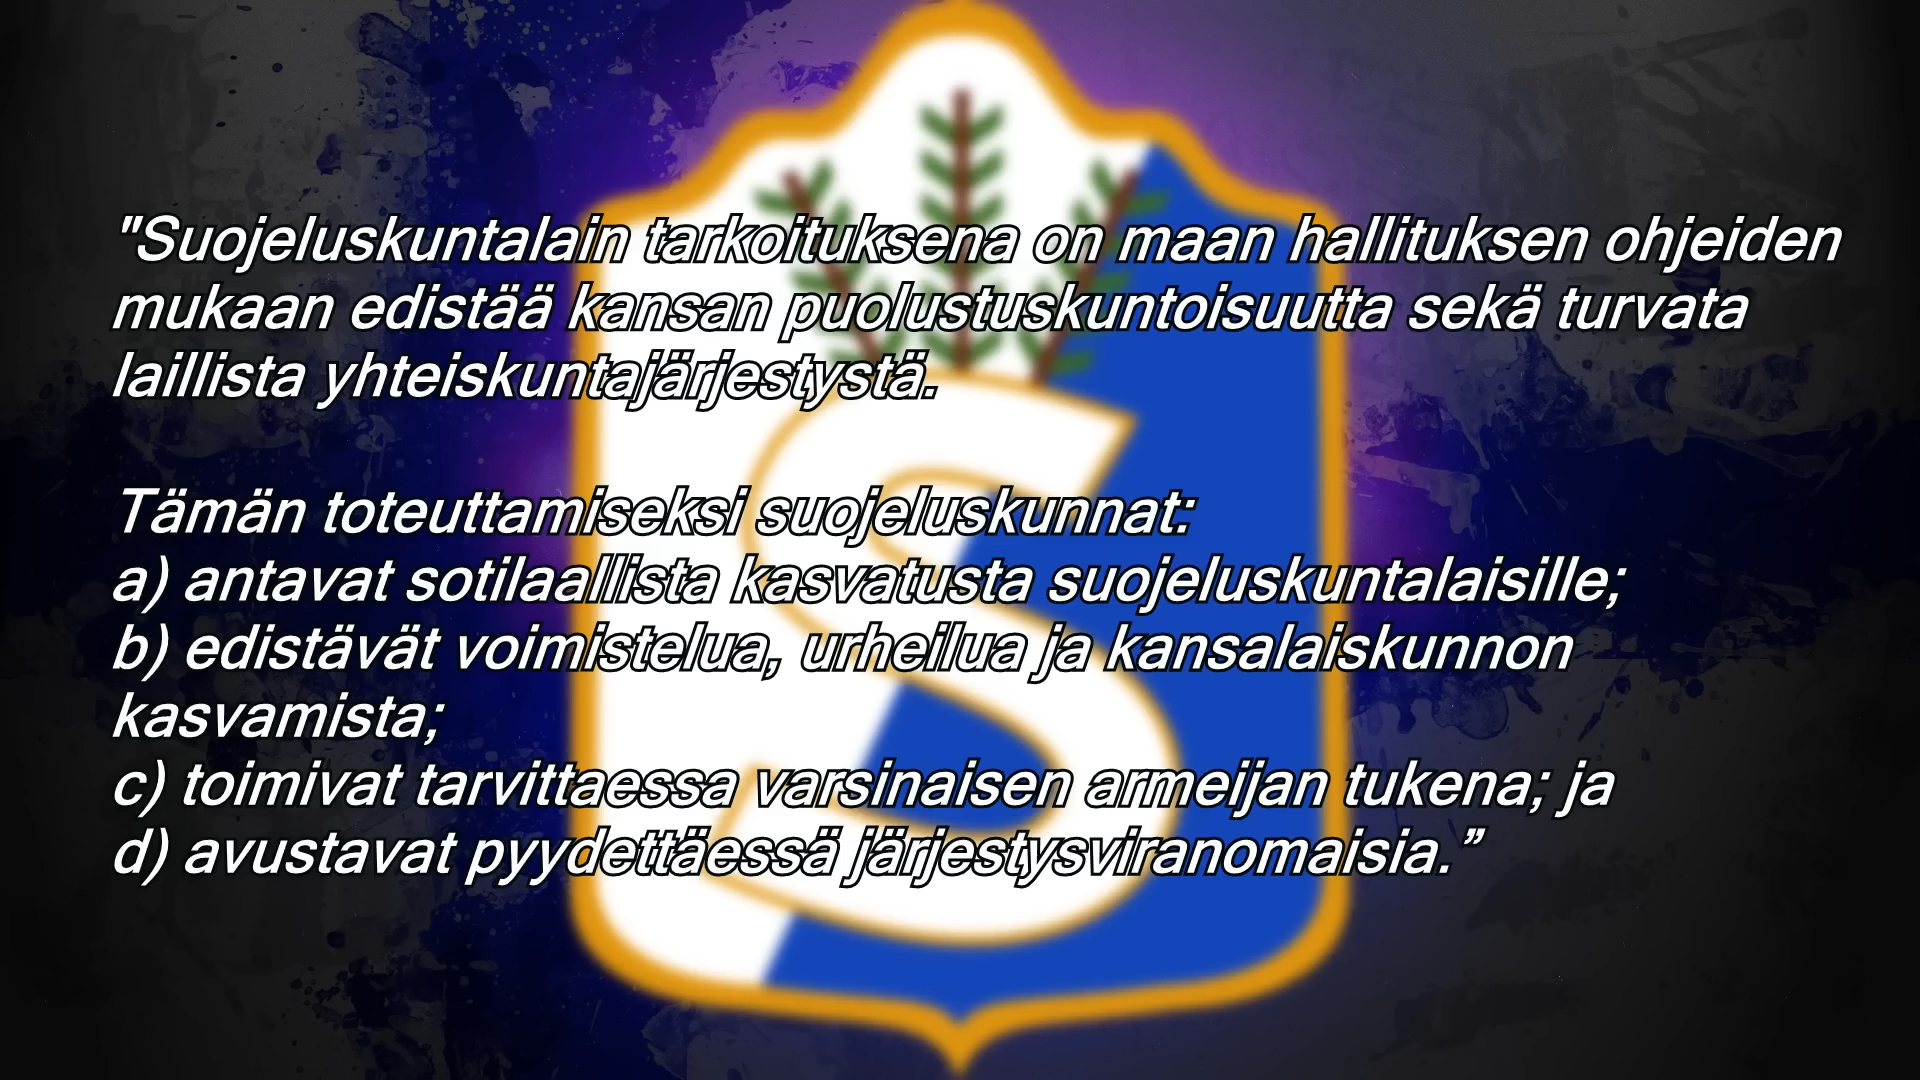 "Suojeluskuntalain tarkoituksena on maan hallituksen ohjeiden
mukaan edistää kansan puolustuskuntoisuutta sekä turvata
laillista yhteiskuntajärjestystä.
Tämän toteuttamiseksi suojeluskunnat:
a) antavat sotilaallista kasvatusta suojeluskuntalaisille;
b) edistävät voimistelua, urheilua ja kansalaiskunnon
kasvamista;
c) toimivat tarvittaessa varsinaisen armeijan tukena; ja
d) avustavat pyydettäessä järjestysviranomaisia.”
S